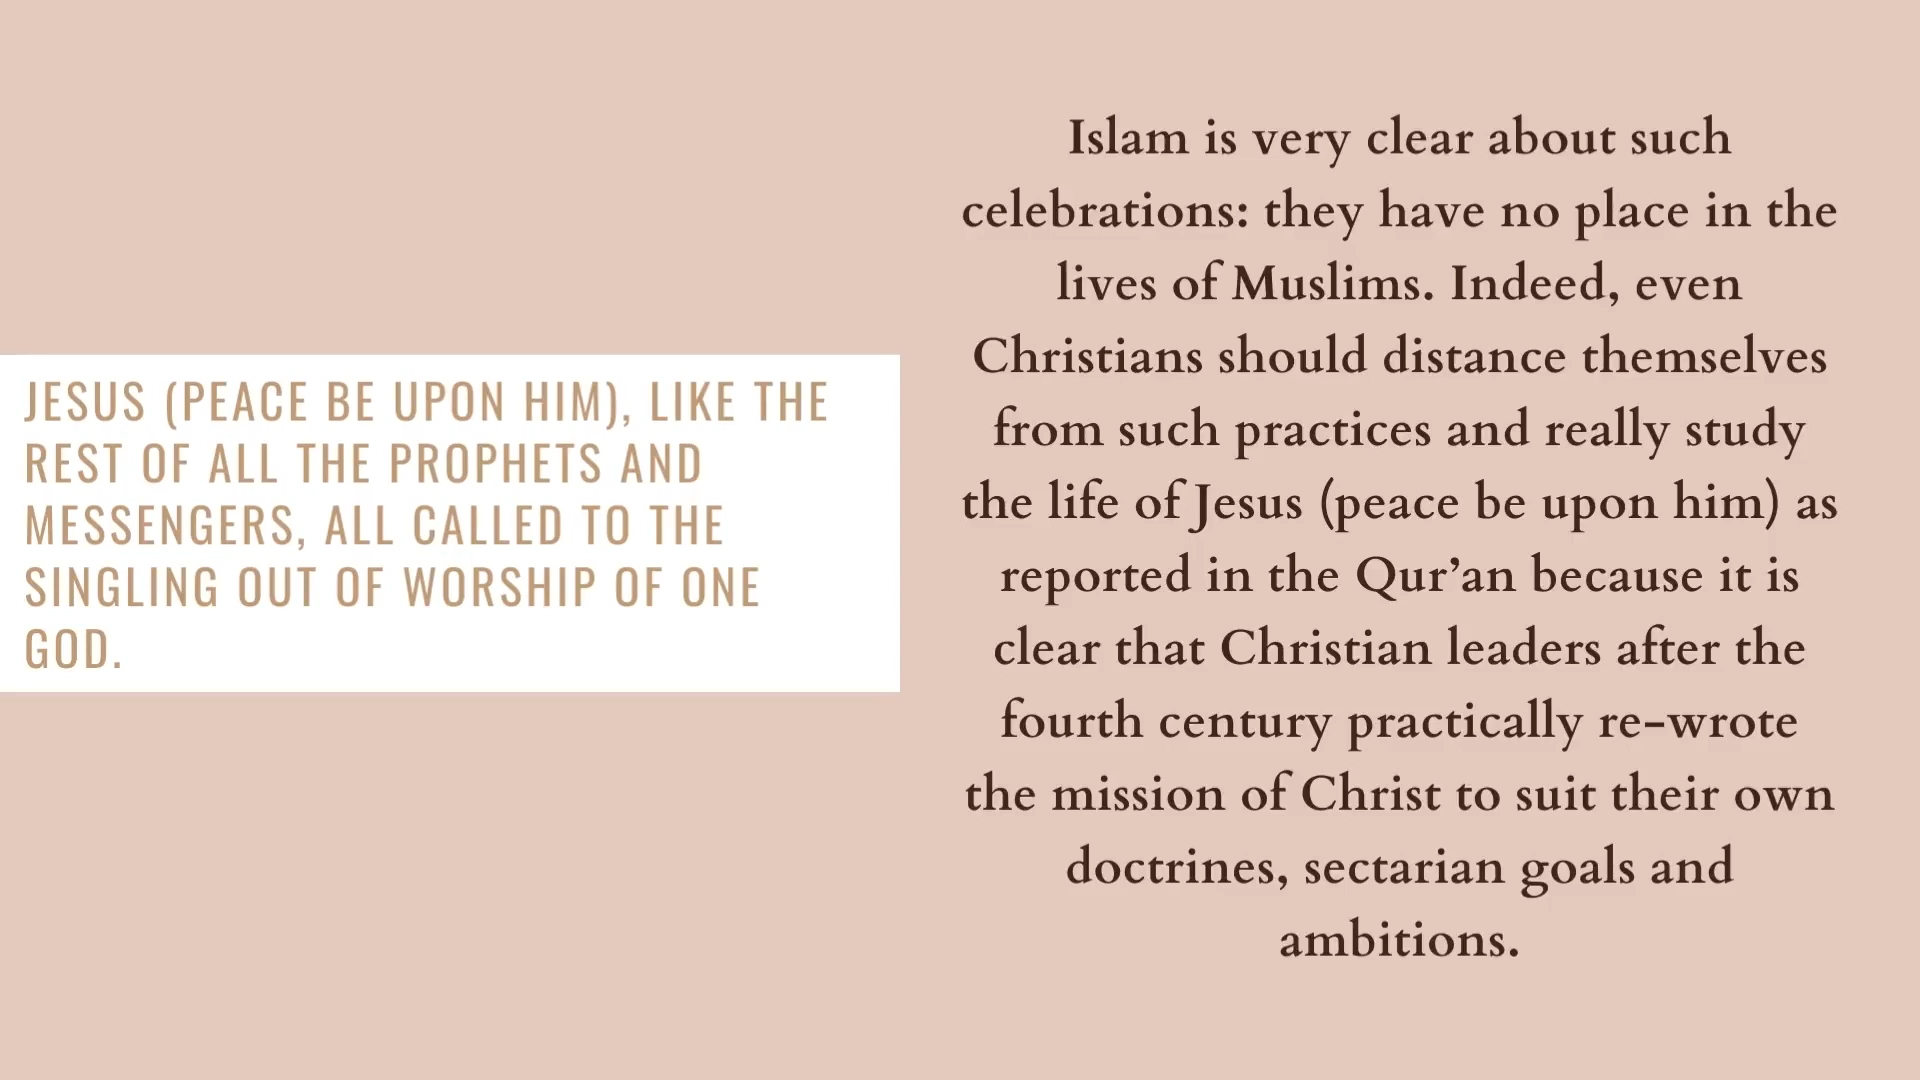 JESUS (PEACE BE UPON HIM), LIKE THE
REST OF ALL THE PROPHETS AND
MESSENGERS, ALL CALLED TO THE
SINGLING OUT OF WORSHIP OF ONE
GOD.
Islam is very clear about such
celebrations: they have no place in the
lives of Muslims. Indeed, even
Christians should distance themselves
from such practices and really study
the life of Jesus (peace be upon him) as
reported in the Qur’an because it is
clear that Christian leaders after the
fourth century practically re-wrote
the mission of Christ to suit their own
doctrines, sectarian goals and
ambitions.